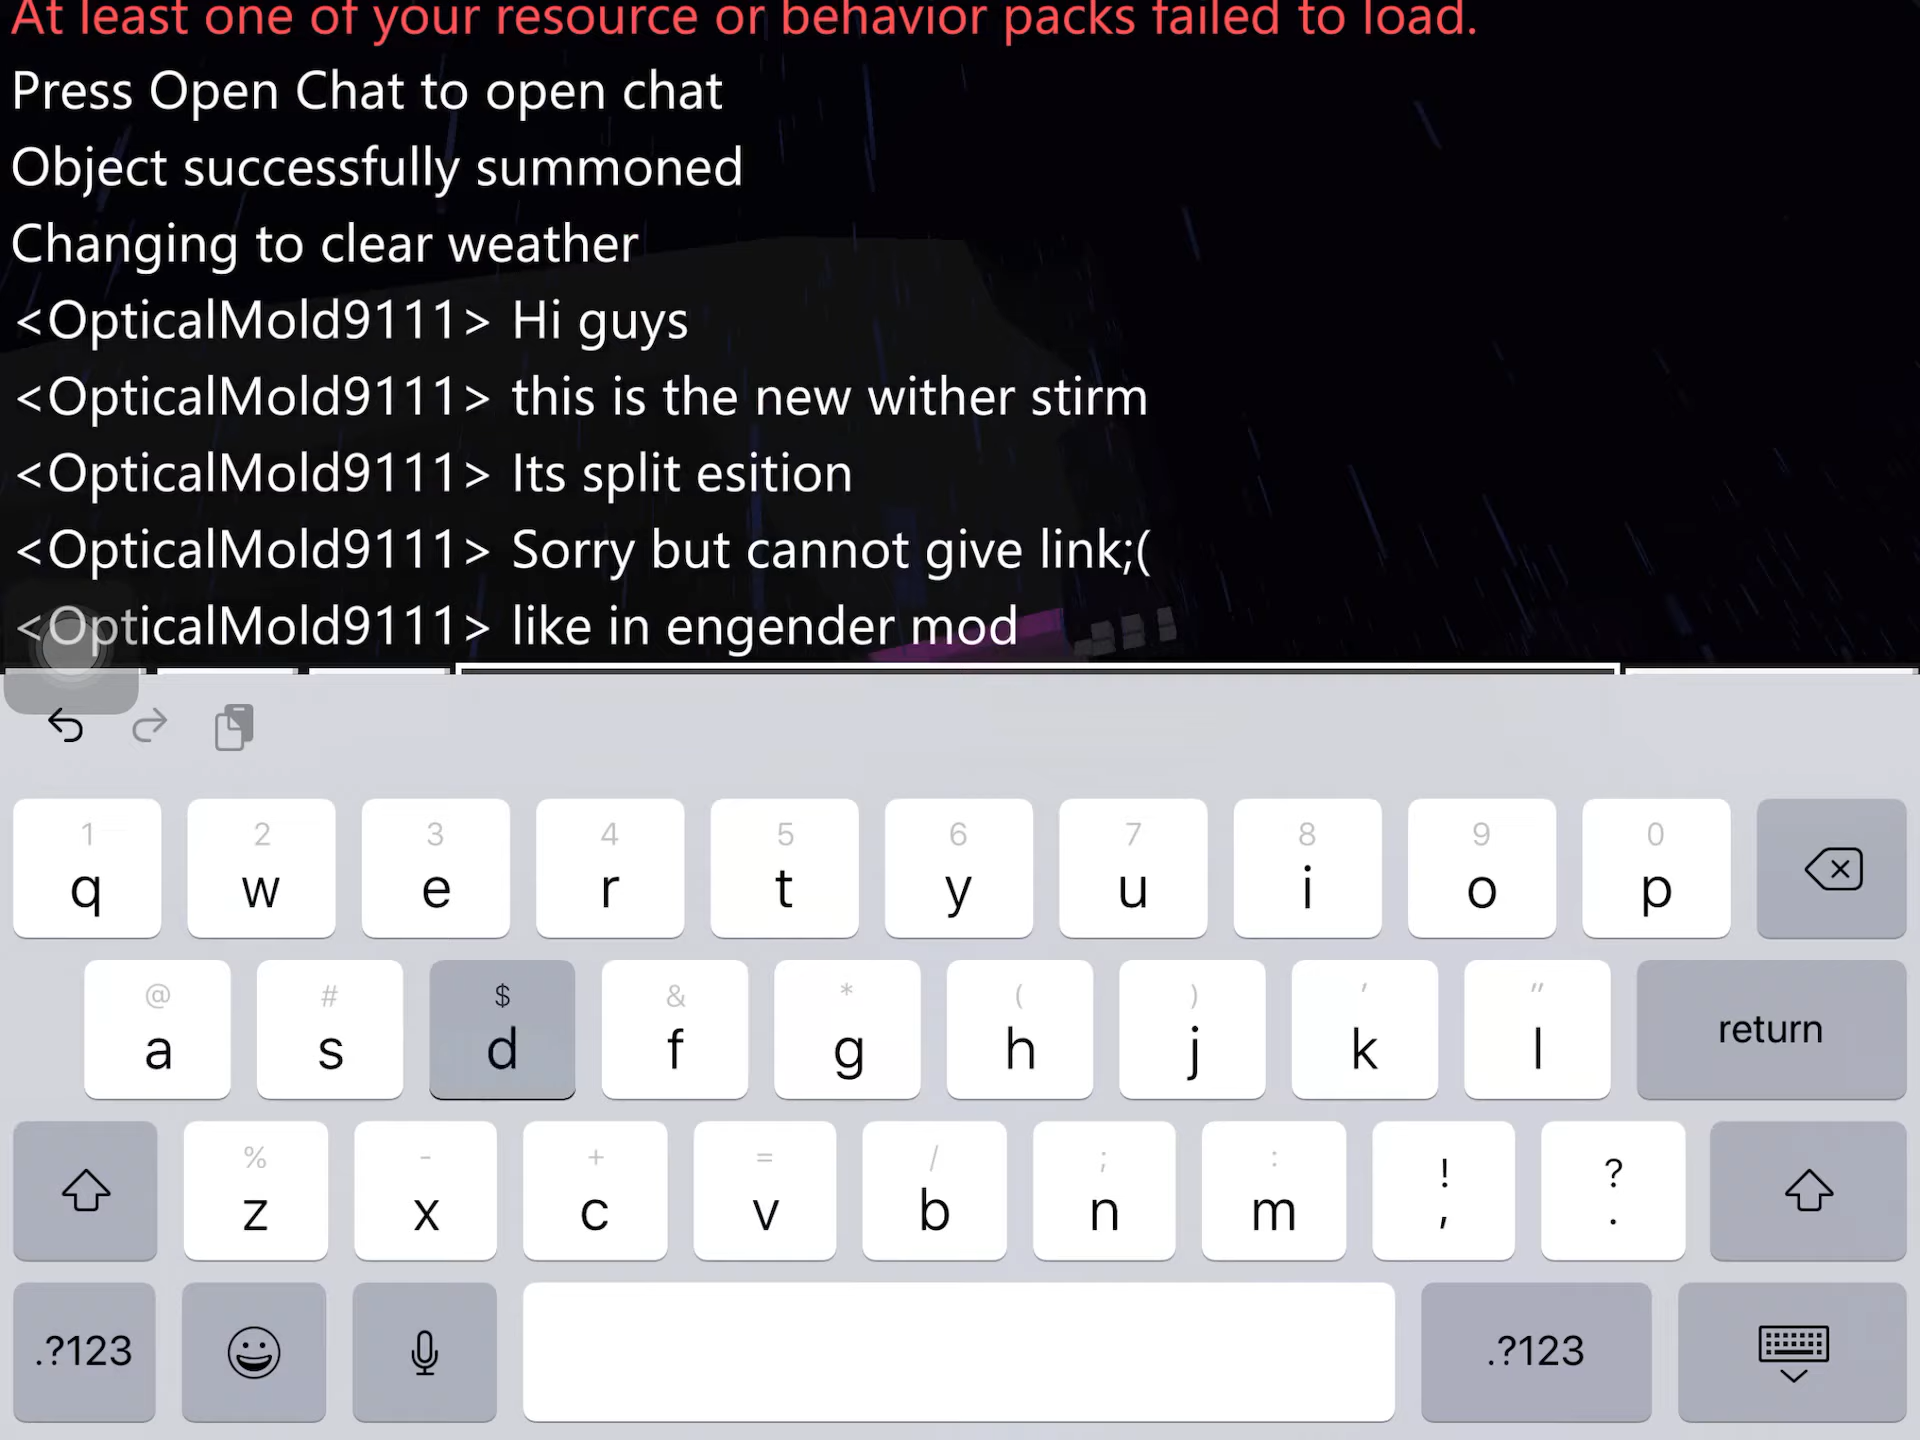 At least one of your resource or behavior packs failed to load.
Press Open Chat to open chat
Object successfully summoned
Changing to clear weather
<OpticalMold9111> Hi guys
<OpticalMold9111> this is the new wither stirm
<OpticalMold9111> Its split esition
<OpticalMold9111> Sorry but cannot give link;(
<OpticalMold9111> like in engender mod
1 2 3 4 5 6 7 8 9 0
q w e r t y u i o p
@ # $ & * ( ) ' "
a s d f g h j k l return
% - + = / ; : ! ?
z x c v b n m , .
.?123 .?123